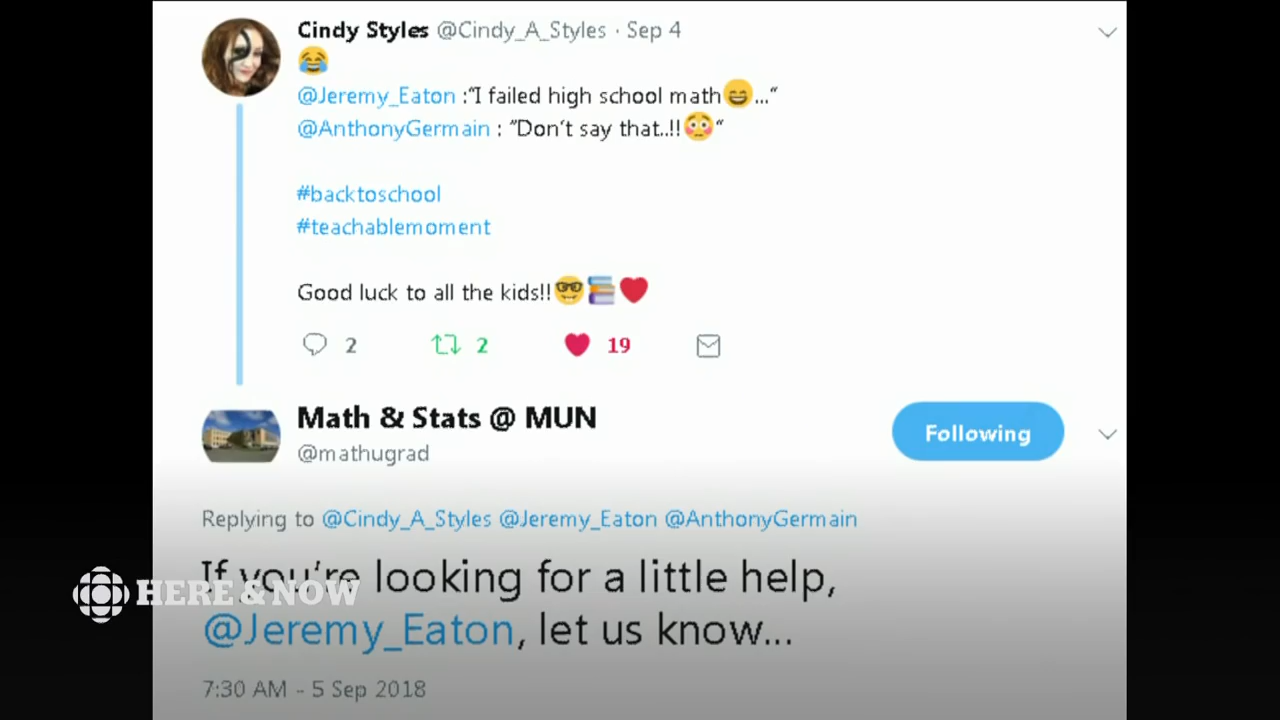 Cindy Styles @Cindy_A_Styles · Sep 4
😂
@Jeremy_Eaton :"I failed high school math😄..."
@AnthonyGermain : "Don't say that..!!😳"
#backtoschool
#teachablemoment
Good luck to all the kids!!🤓📚❤️
2 2 19
Math & Stats @ MUN
@mathugrad
Following
Replying to @Cindy_A_Styles @Jeremy_Eaton @AnthonyGermain
If you're looking for a little help,
HERE & NOW
@Jeremy_Eaton, let us know...
7:30 AM - 5 Sep 2018